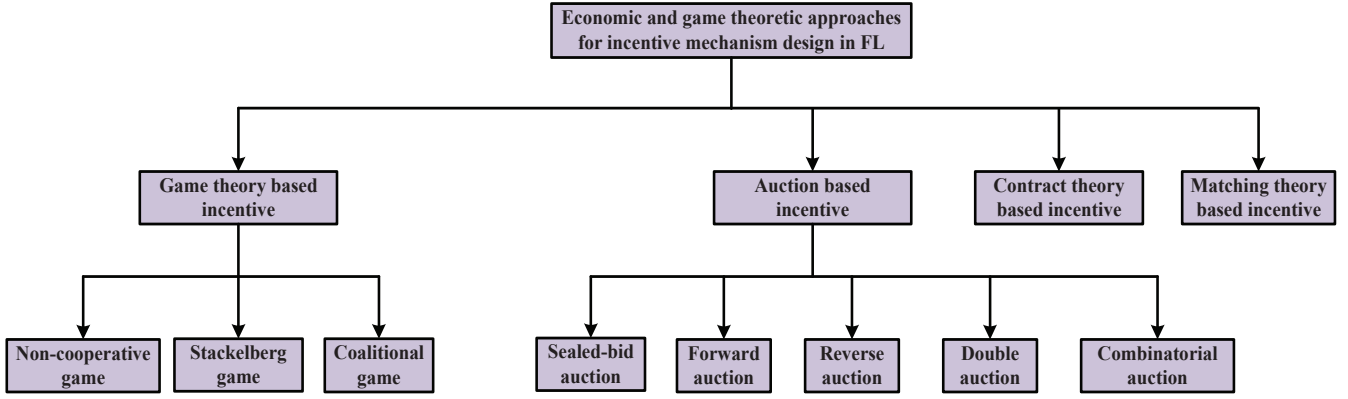 Economic and game theoretic approaches
for incentive mechanism design in FL
Game theory based
incentive
Auction based
incentive
Contract theory
based incentive
Matching theory
based incentive
Non-cooperative
game
Stackelberg
game
Coalitional
game
Sealed-bid
auction
Forward
auction
Reverse
auction
Double
auction
Combinatorial
auction